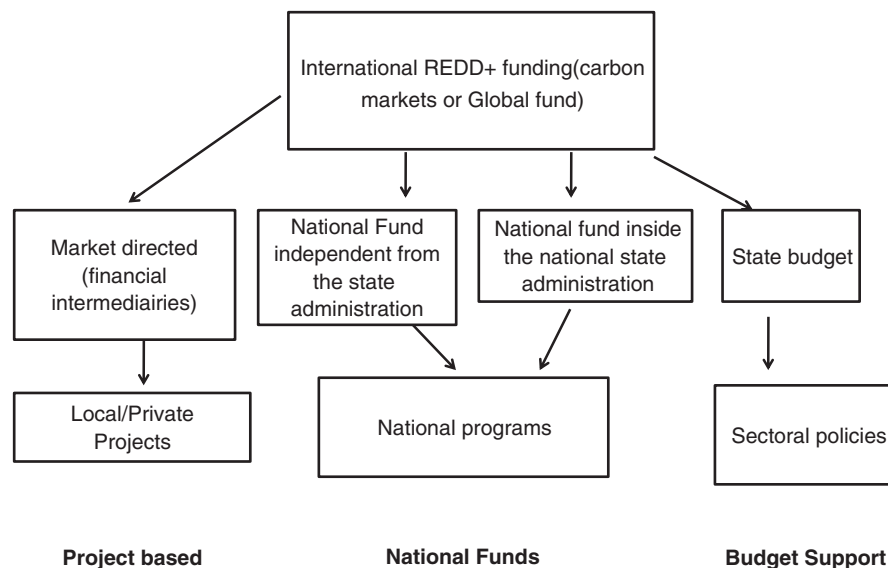 International REDD+ funding(carbon
markets or Global fund)
Market directed
(financial
intermediairies)
National Fund
independent from
the state
administration
National fund inside
the national state
administration
State budget
Local/Private
Projects
National programs
Sectoral policies
Project based
National Funds
Budget Support